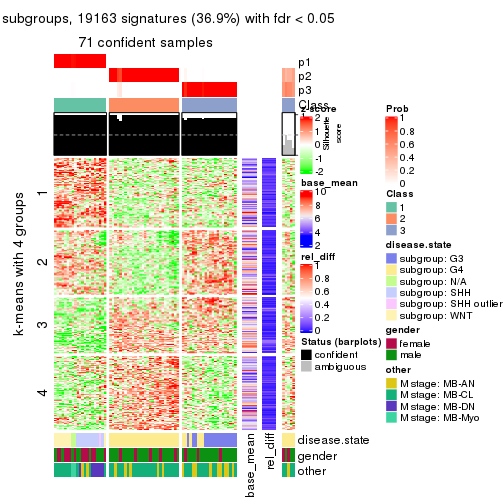 subgroups, 19163 signatures (36.9%) with fdr < 0.05
71 confident samples
p1
p2
p3
Class
z-score
2
1
0
-1
-2
Silhouette
score
base_mean
10
8
6
4
2
rel_diff
1
0.8
0.6
0.4
0.2
0
Status (barplots)
confident
ambiguous
Prob
1
0.8
0.6
0.4
0.2
0
Class
1
2
3
disease.state
subgroup: G3
subgroup: G4
subgroup: N/A
subgroup: SHH
subgroup: SHH outlier
subgroup: WNT
gender
female
male
other
M stage: MB-AN
M stage: MB-CL
M stage: MB-DN
M stage: MB-Myo
k-means with 4 groups
1
2
3
4
disease.state
gender
other
base_mean
rel_diff